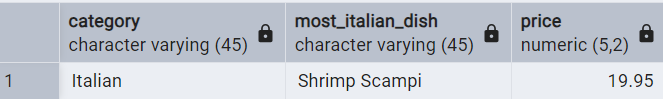 category most_italian_dish price
character varying (45) character varying (45) numeric (5,2)
1 Italian Shrimp Scampi 19.95